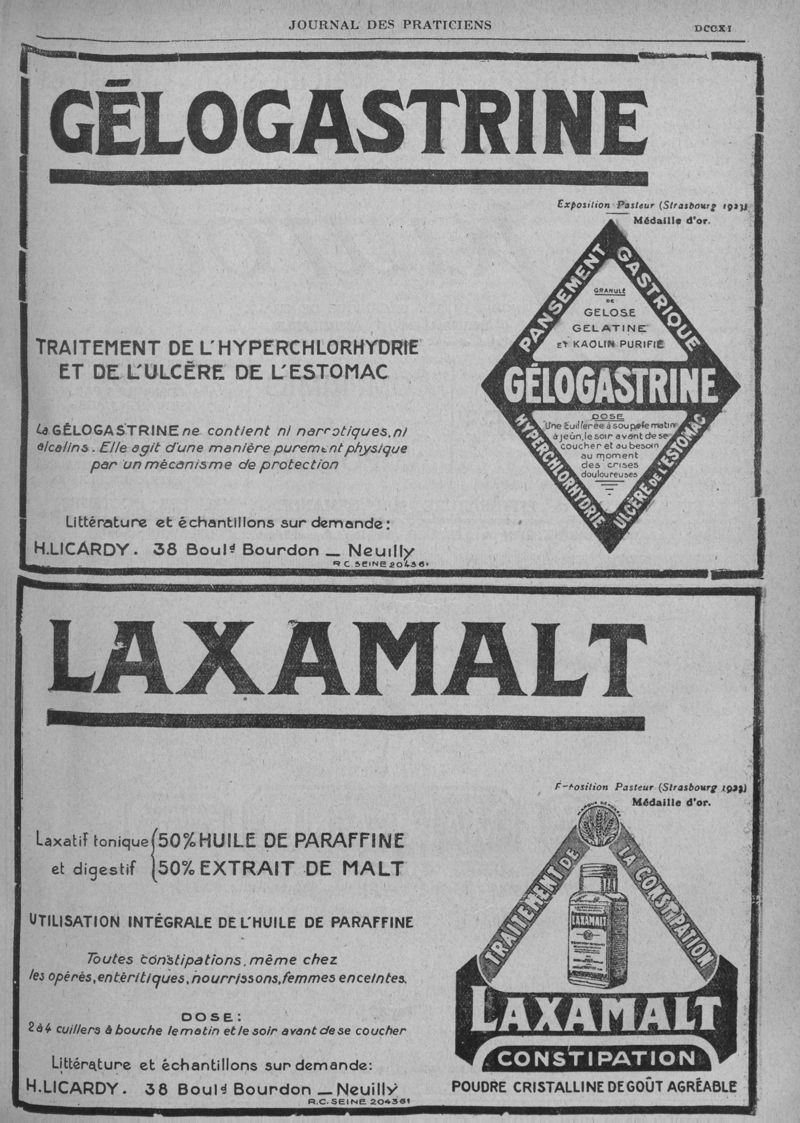 JOURNAL DES PRATICIENS
DCCXI
GÉLOGASTRINE
Exposition Pasteur (Strasbourg 1923)
Médaille d'or.
PANSEMENT GASTRIQUE
GRANULÉ
DE
GELOSE
GELATINE
ET KAOLIN PURIFIÉ
GÉLOGASTRINE
DOSE
Une Cuillerée à soupe le matin
à jeun, le soir avant de se
coucher et au besoin
au moment
des crises
douloureuses
HYPERCHLORHYDRIE
ULCÈRE DE L'ESTOMAC
TRAITEMENT DE L'HYPERCHLORHYDRIE
ET DE L'ULCÈRE DE L'ESTOMAC
La GÉLOGASTRINE ne contient ni narcotiques, ni
alcalins. Elle agit d'une manière purement physique
par un mécanisme de protection
Littérature et échantillons sur demande:
H.LICARDY. 38 Boulᵈ Bourdon _ Neuilly
R.C. SEINE 204361
LAXAMALT
Exposition Pasteur (Strasbourg 1923)
Médaille d'or.
Laxatif tonique { 50% HUILE DE PARAFFINE
et digestif { 50% EXTRAIT DE MALT
UTILISATION INTÉGRALE DE L'HUILE DE PARAFFINE
Toutes constipations, même chez
les opérés, entéritiques, nourrissons, femmes enceintes.
DOSE:
2 à 4 cuillers à bouche le matin et le soir avant de se coucher
Littérature et échantillons sur demande:
H.LICARDY. 38 Boulᵈ Bourdon _ Neuilly
R.C. SEINE 204361
TRAITEMENT DE
LA CONSTIPATION
LAXAMALT
LAXAMALT
CONSTIPATION
POUDRE CRISTALLINE DE GOÛT AGRÉABLE